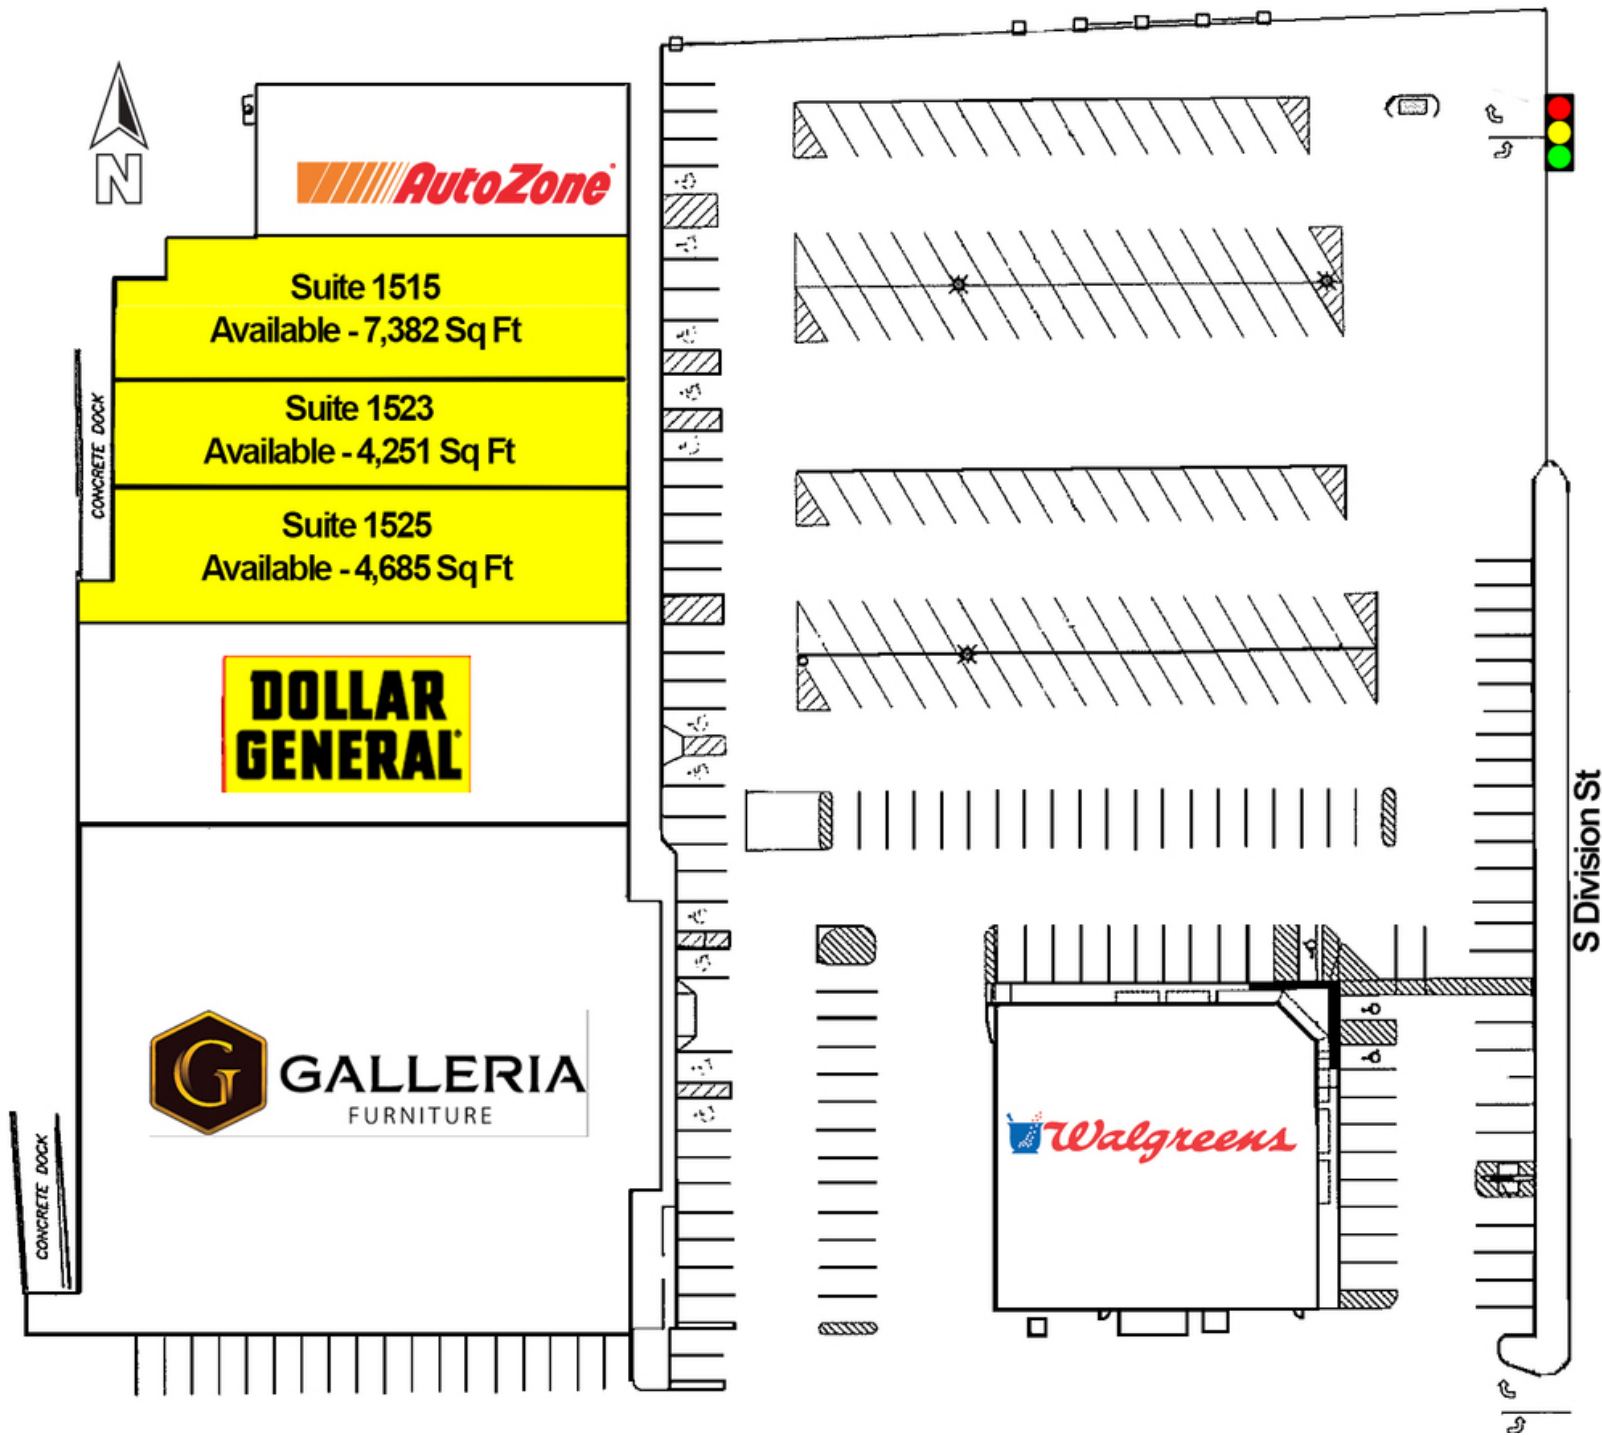 N
AutoZone
Suite 1515
Available - 7,382 Sq Ft
Suite 1523
Available - 4,251 Sq Ft
CONCRETE DOCK
Suite 1525
Available - 4,685 Sq Ft
DOLLAR
GENERAL
S Division St
G
GALLERIA
FURNITURE
Walgreens
CONCRETE DOCK